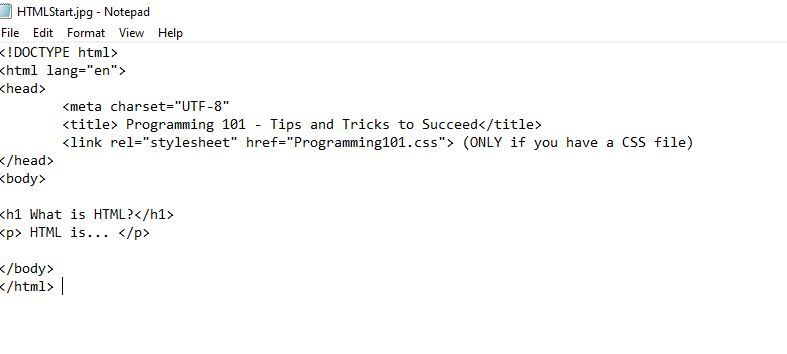 HTMLStart.jpg - Notepad
File Edit Format View Help
<!DOCTYPE html>
<html lang="en">
<head>
<meta charset="UTF-8"
<title> Programming 101 - Tips and Tricks to Succeed</title>
<link rel="stylesheet" href="Programming101.css"> (ONLY if you have a CSS file)
</head>
<body>
<h1 What is HTML?</h1>
<p> HTML is... </p>
</body>
</html>